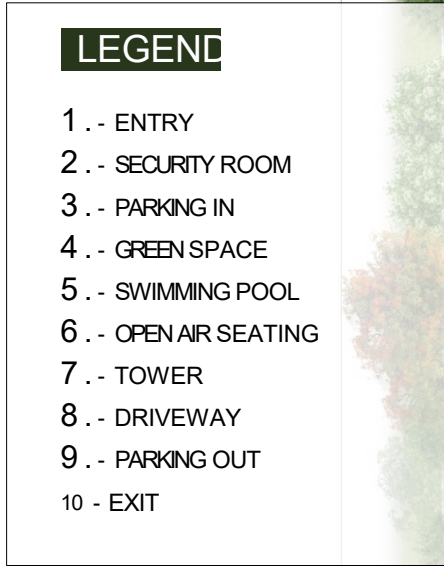 LEGEND
1 . - ENTRY
2 . - SECURITY ROOM
3 . - PARKING IN
4 . - GREEN SPACE
5 . - SWIMMING POOL
6 . - OPEN AIR SEATING
7 . - TOWER
8 . - DRIVEWAY
9 . - PARKING OUT
10 - EXIT